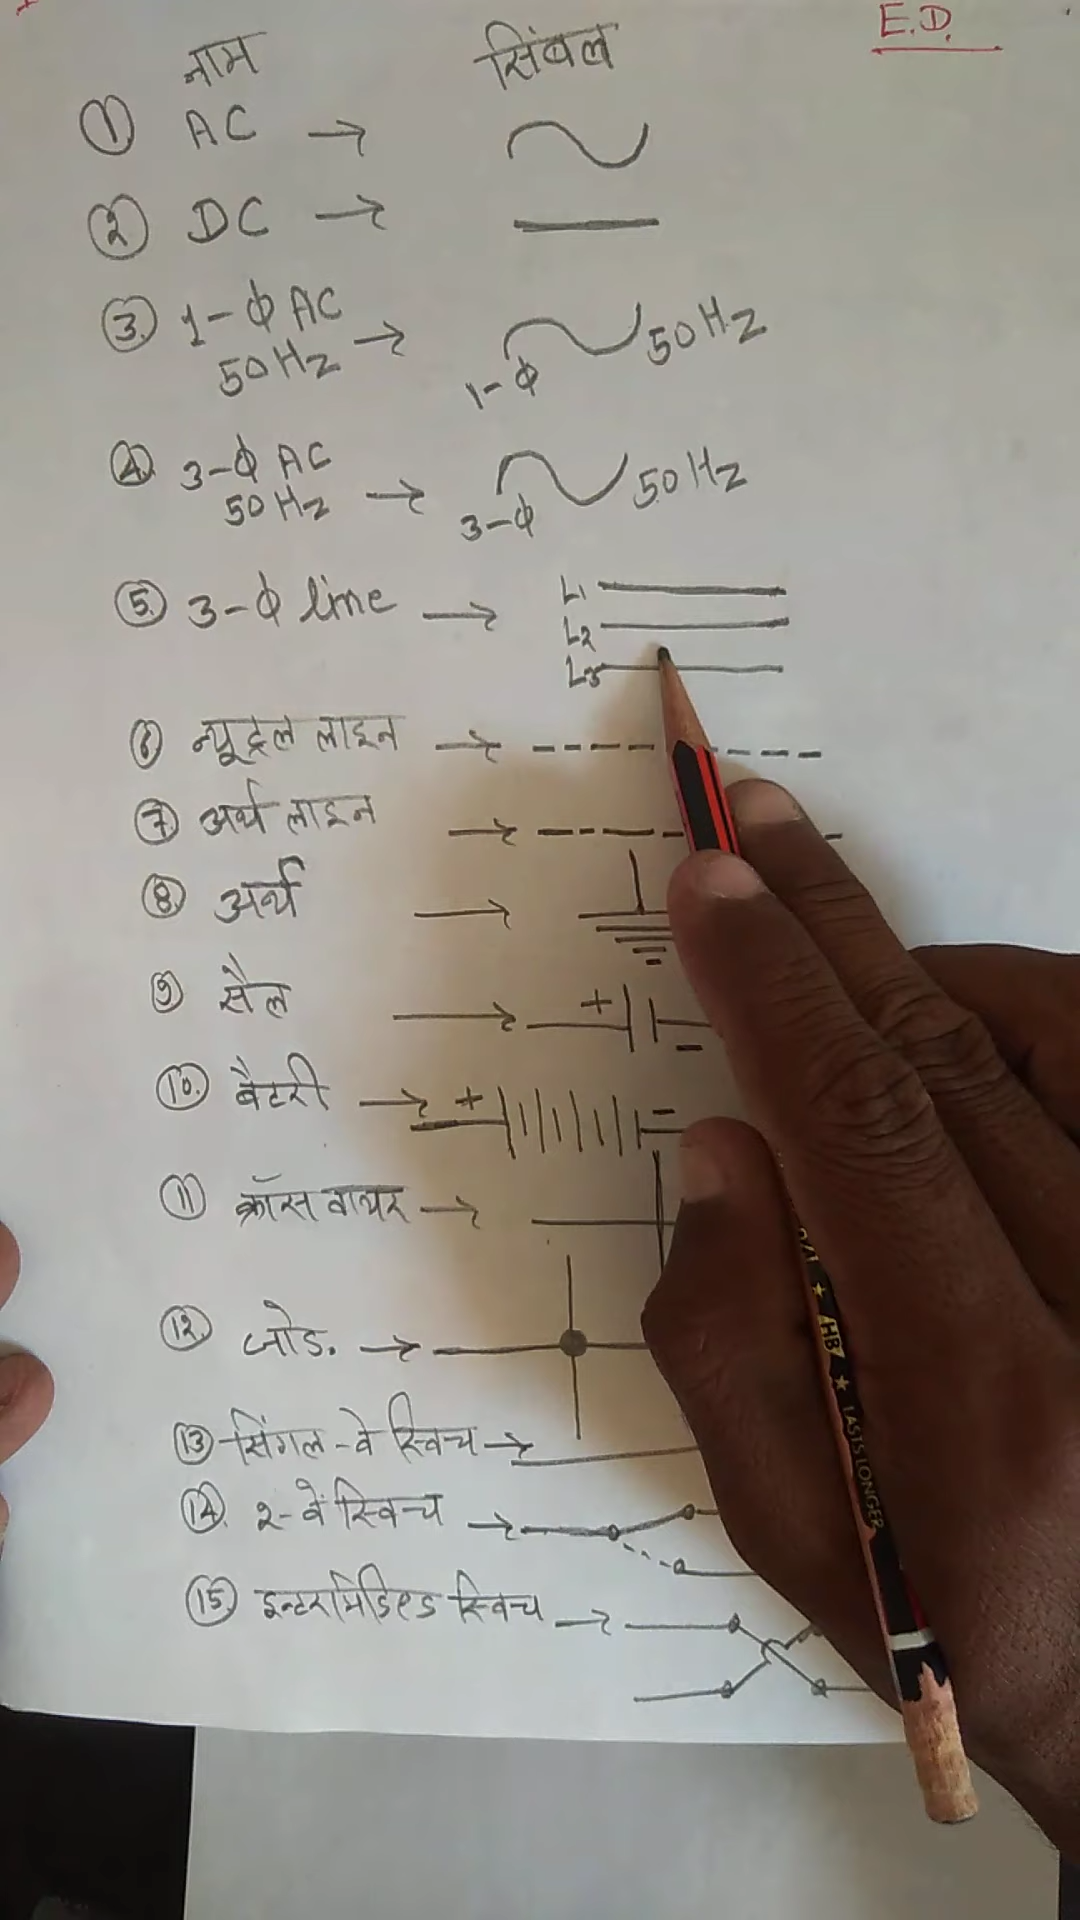 E.D.
नाम सिंबल
① AC →
② DC →
③ 1-ɸ AC
50 Hz → 1-ɸ 50 Hz
④ 3-ɸ AC
50 Hz → 3-ɸ 50 Hz
⑤ 3-ɸ line → L1
L2
L3
⑥ न्यूट्रल लाइन →
⑦ अर्थ लाइन →
⑧ अर्थ →
⑨ सैल → + -
⑩ बैटरी → + -
⑪ क्रॉस वायर →
⑫ जोड. →
⑬ सिंगल-वे स्विच →
⑭ २-वे स्विच →
⑮ इन्टरमिडिएड स्विच →
HB
LASTS LONGER